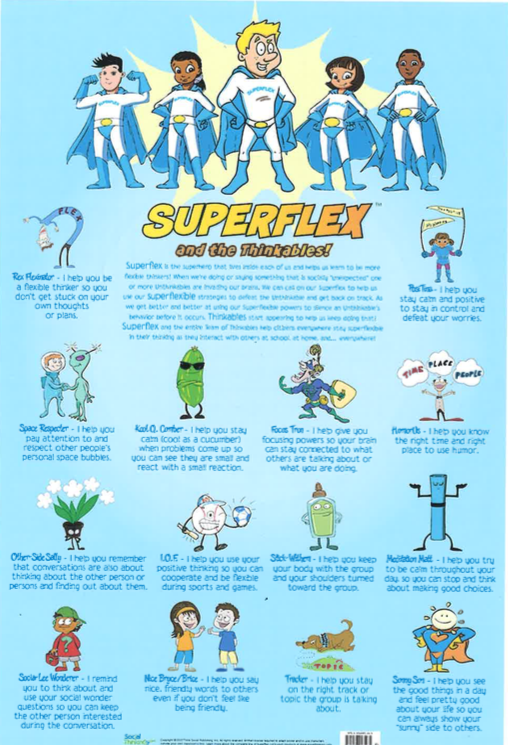 SUPERFLEX
SUPERFLEX™
and the Thinkables!
Superflex is the superhero that lives inside each of us and helps us learn to be more
flexible thinkers! When we're doing or saying something that is socially "unexpected" one
or more Unthinkables are invading our brains. We can call on our Superflex to help us
use our superflexible strategies to defeat the Unthinkable and get back on track. As
we get better and better at using our Superflexible powers to silence an Unthinkable's
behavior before it occurs, Thinkables start appearing to help us keep doing that!
Superflex and the entire Team of Thinkables help citizens everywhere stay superflexible
in their thinking as they interact with others at school, at home, and.... everywhere!
FLEX
Rex Flexinator - I help you be
a flexible thinker so you
don't get stuck on your
own thoughts
or plans.
Posi Tova - I help you
stay calm and positive
to stay in control and
defeat your worries.
Space Respecter - I help you
pay attention to and
respect other people's
personal space bubbles.
Kool Q. Cumber - I help you stay
calm (cool as a cucumber)
when problems come up so
you can see they are small and
react with a small reaction.
Focus Tron - I help give you
focusing powers so your brain
can stay connected to what
others are talking about or
what you are doing.
TIME PLACE PEOPLE
I help you know
the right time and right
place to use humor.
Other-Side Sally - I help you remember
that conversations are also about
thinking about the other person or
persons and finding out about them.
I.O.F. - I help you use your
positive thinking so you can
cooperate and be flexible
during sports and games.
Stick Withem - I help you keep
your body with the group
and your shoulders turned
toward the group.
Meditation Matt - I help you try
to be calm throughout your
day, so you can stop and think
about making good choices.
Socio-Lee Wonderer - I remind
you to think about and
use your social wonder
questions so you can keep
the other person interested
during the conversation.
Nice Bryce/Brice - I help you say
nice, friendly words to others
even if you don't feel like
being friendly.
TOPIC
Tracker - I help you stay
on the right track or
topic the group is talking
about.
Sunny Sun - I help you see
the good things in a day
and feel pretty good
about your life so you
can always show your
"sunny" side to others.
Social